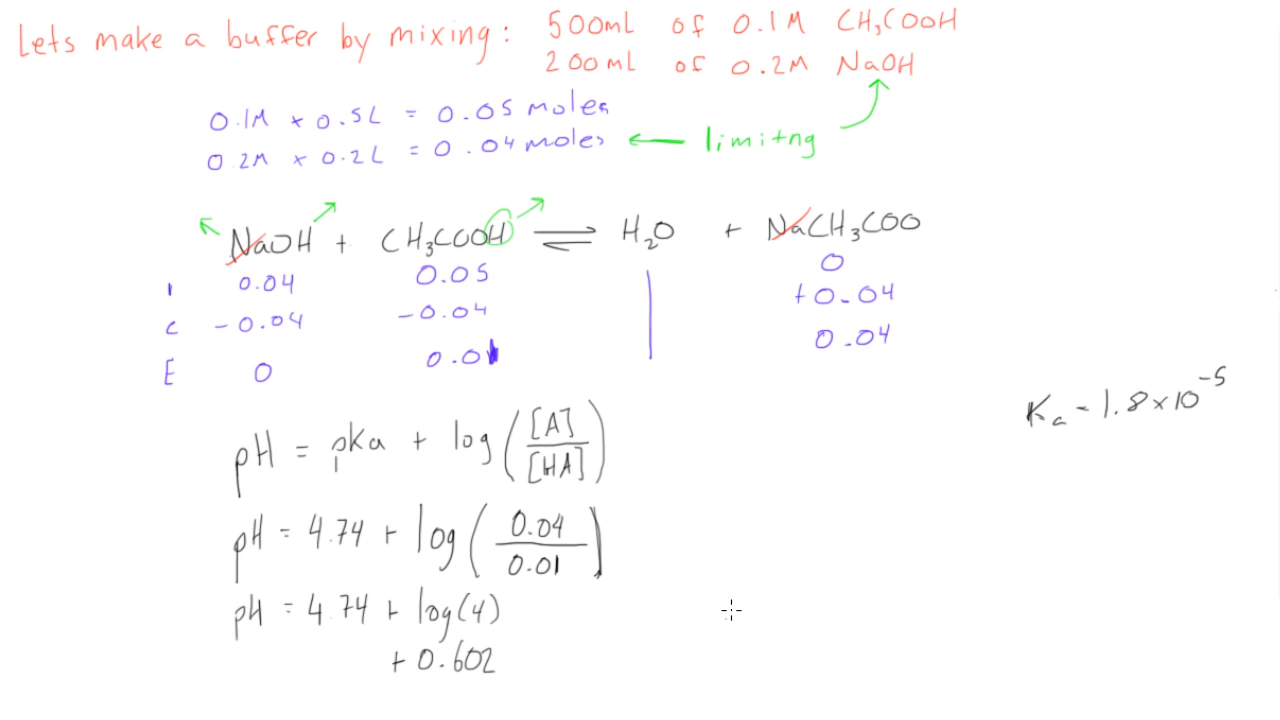 Lets make a buffer by mixing: 500mL of 0.1M CH₃COOH
200mL of 0.2M NaOH
0.1M × 0.5L = 0.05 moles
0.2M × 0.2L = 0.04 moles ← limitng
NaOH + CH₃COOH ⇌ H₂O + NaCH₃COO
I 0.04 0.05 0
C -0.04 -0.04 +0.04
E 0 0.01 0.04
Ka = 1.8×10⁻⁵
pH = pKa + log([A]/[HA])
pH = 4.74 + log(0.04/0.01)
pH = 4.74 + log(4)
+ 0.602